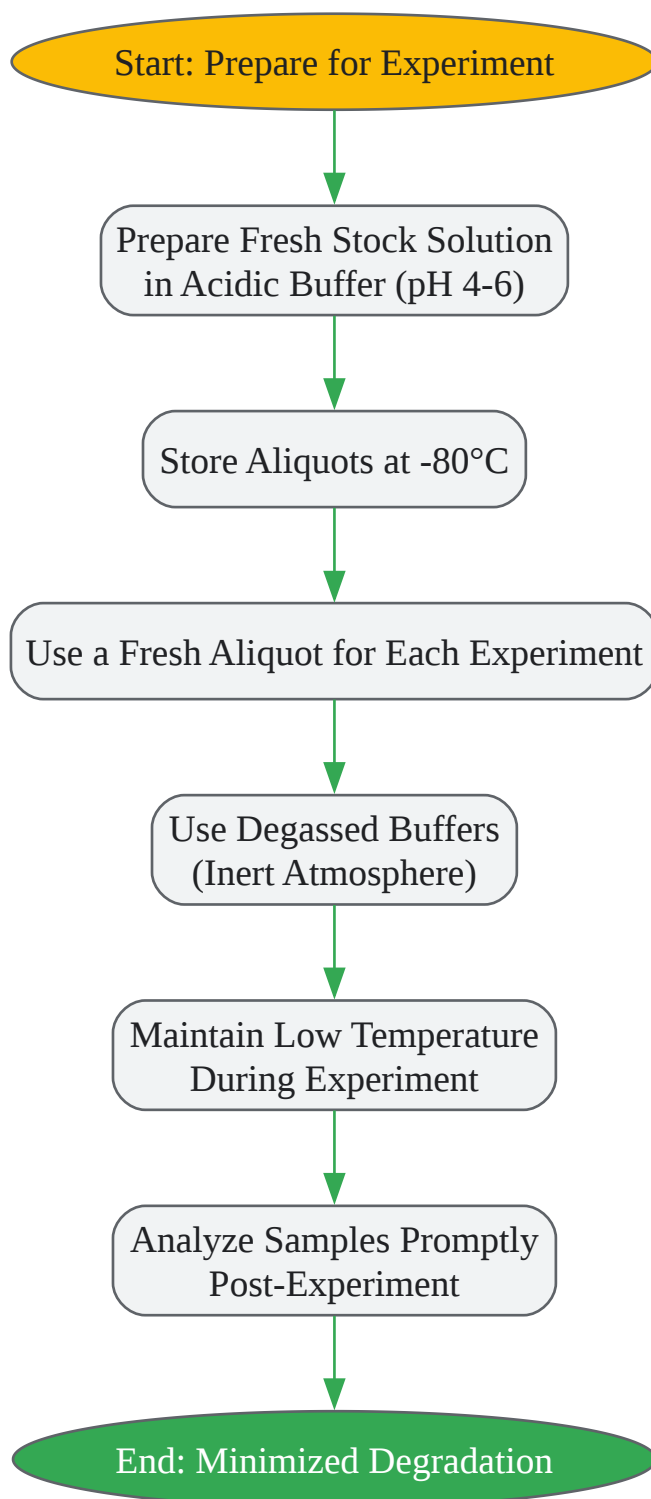 Start: Prepare for Experiment
Prepare Fresh Stock Solution
in Acidic Buffer (pH 4-6)
Store Aliquots at -80°C
Use a Fresh Aliquot for Each Experiment
Use Degassed Buffers
(Inert Atmosphere)
Maintain Low Temperature
During Experiment
Analyze Samples Promptly
Post-Experiment
End: Minimized Degradation